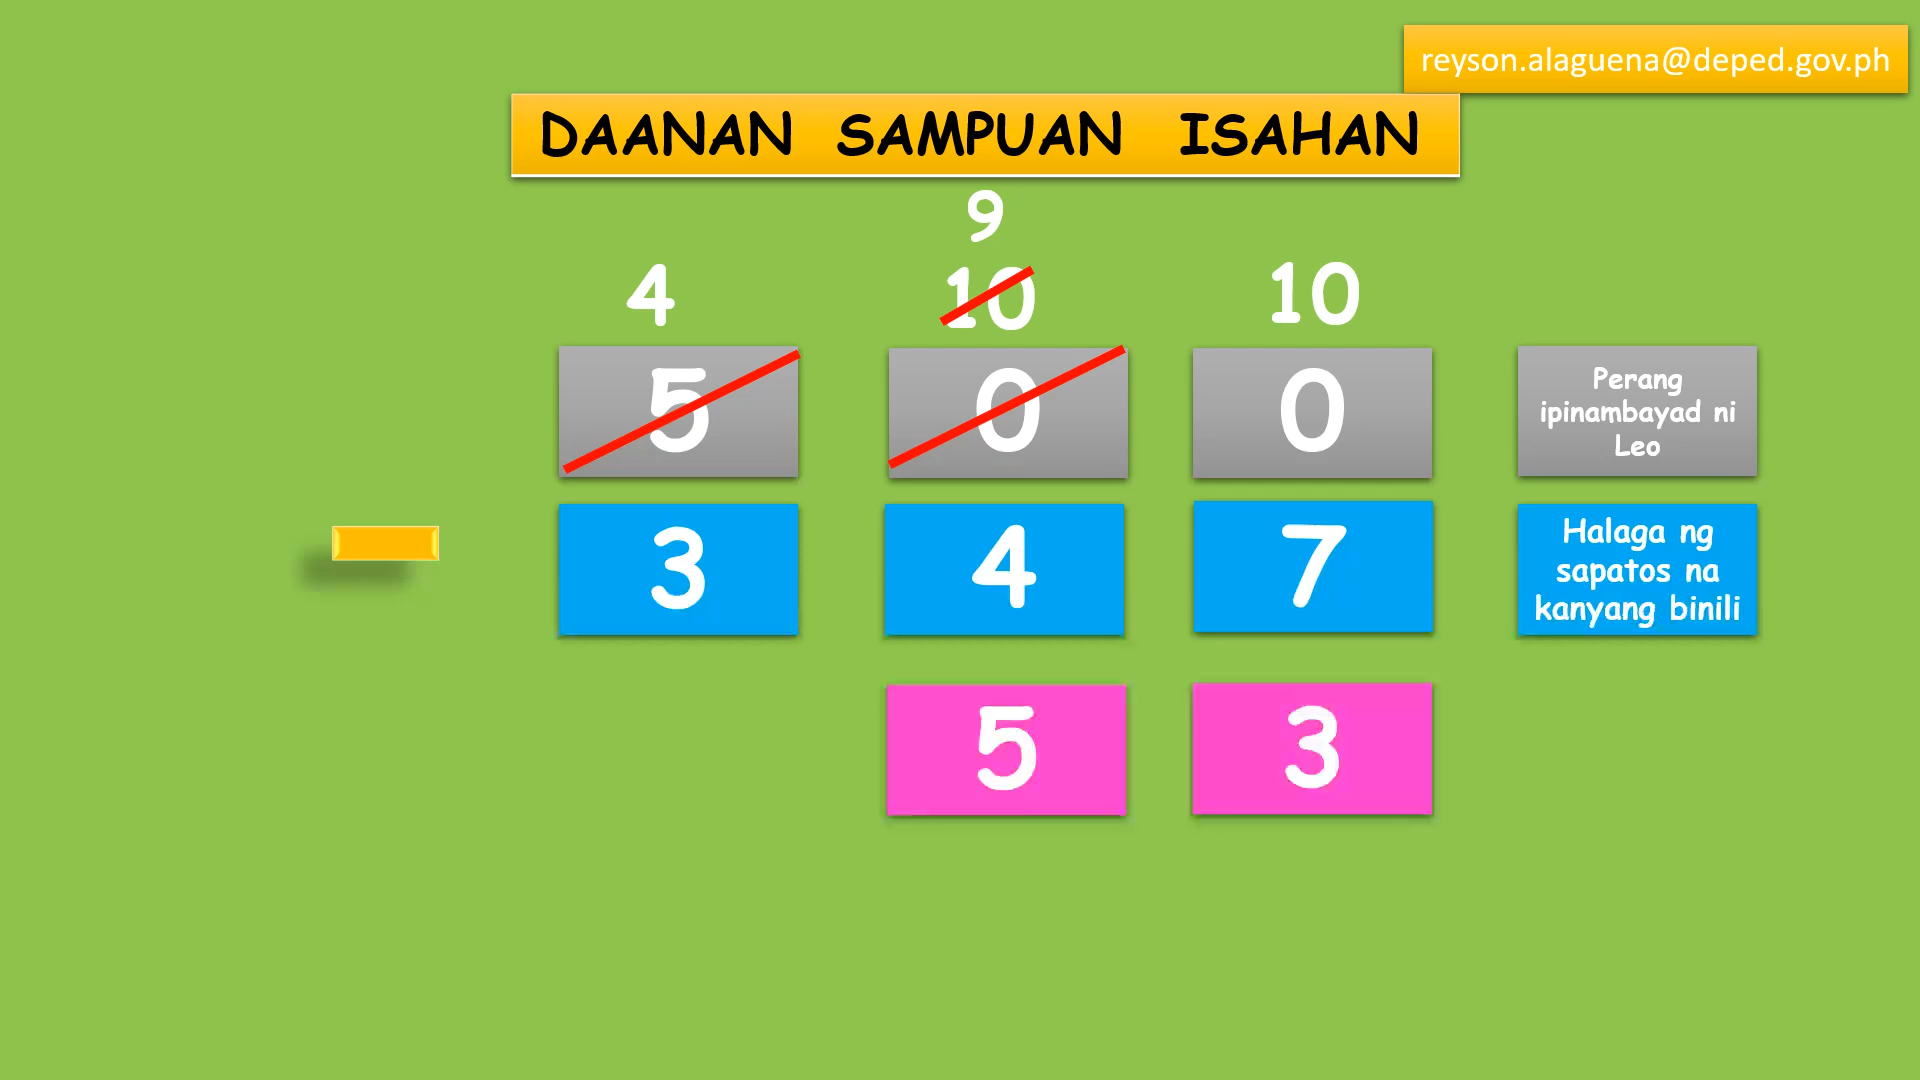 reyson.alaguena@deped.gov.ph
DAANAN SAMPUAN ISAHAN
9
4 10 10
5 0 0
Perang
ipinambayad ni
Leo
3 4 7
Halaga ng
sapatos na
kanyang binili
5 3